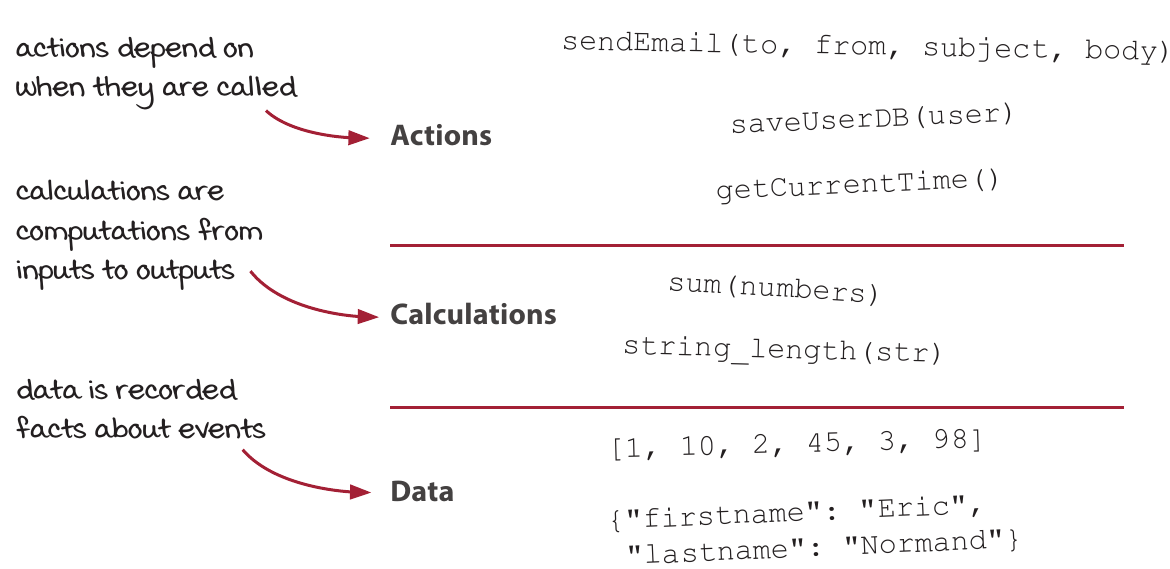 actions depend on
when they are called
Actions
sendEmail(to, from, subject, body)
saveUserDB(user)
getCurrentTime()
calculations are
computations from
inputs to outputs
Calculations
sum(numbers)
string_length(str)
data is recorded
facts about events
Data
[1, 10, 2, 45, 3, 98]
{"firstname": "Eric",
"lastname": "Normand"}